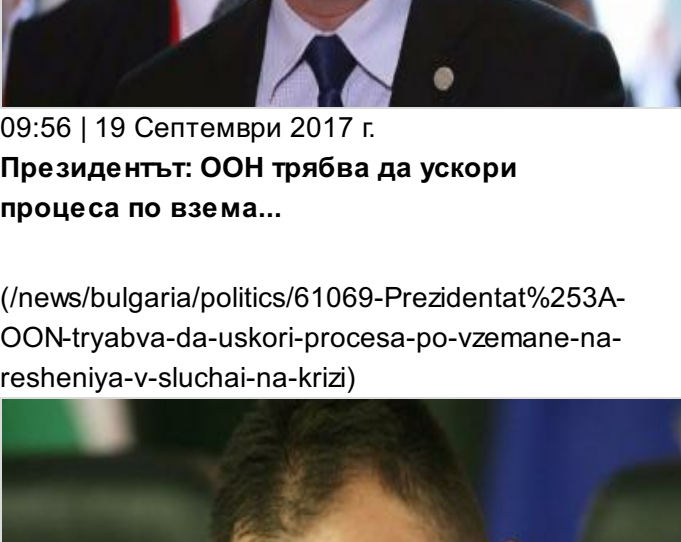 09:56 | 19 Септември 2017 г.
Президентът: ООН трябва да ускори
процеса по взема...
(/news/bulgaria/politics/61069-Prezidentat%253A-
OON-tryabva-da-uskori-procesa-po-vzemane-na-
resheniya-v-sluchai-na-krizi)